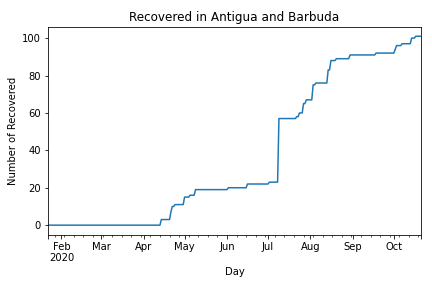 Recovered in Antigua and Barbuda
100
80
60
40
20
0
Number of Recovered
Feb Mar Apr May Jun Jul Aug Sep Oct
2020
Day